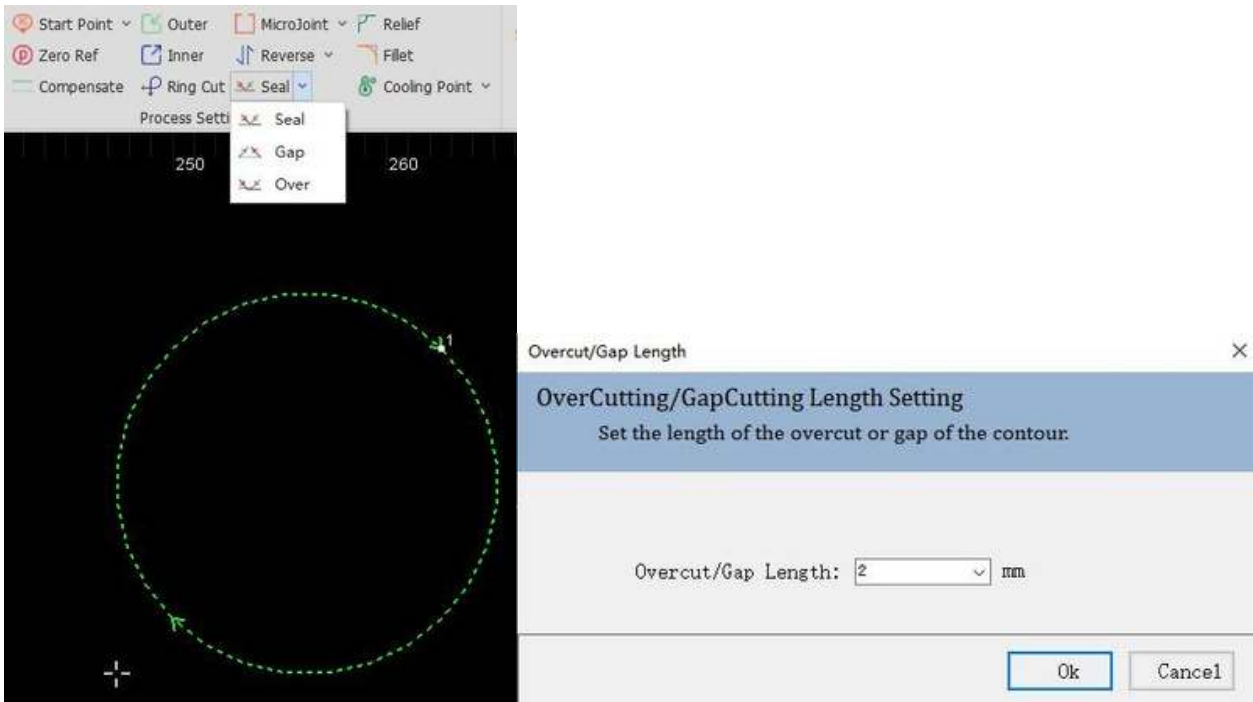 Start Point Outer MicroJoint Relief
Zero Ref Inner Reverse Fillet
Compensate Ring Cut Seal Cooling Point
Process Setti
Seal
Gap
Over
250 260
1
Overcut/Gap Length
OverCutting/GapCutting Length Setting
Set the length of the overcut or gap of the contour.
Overcut/Gap Length: 2 mm
Ok Cancel